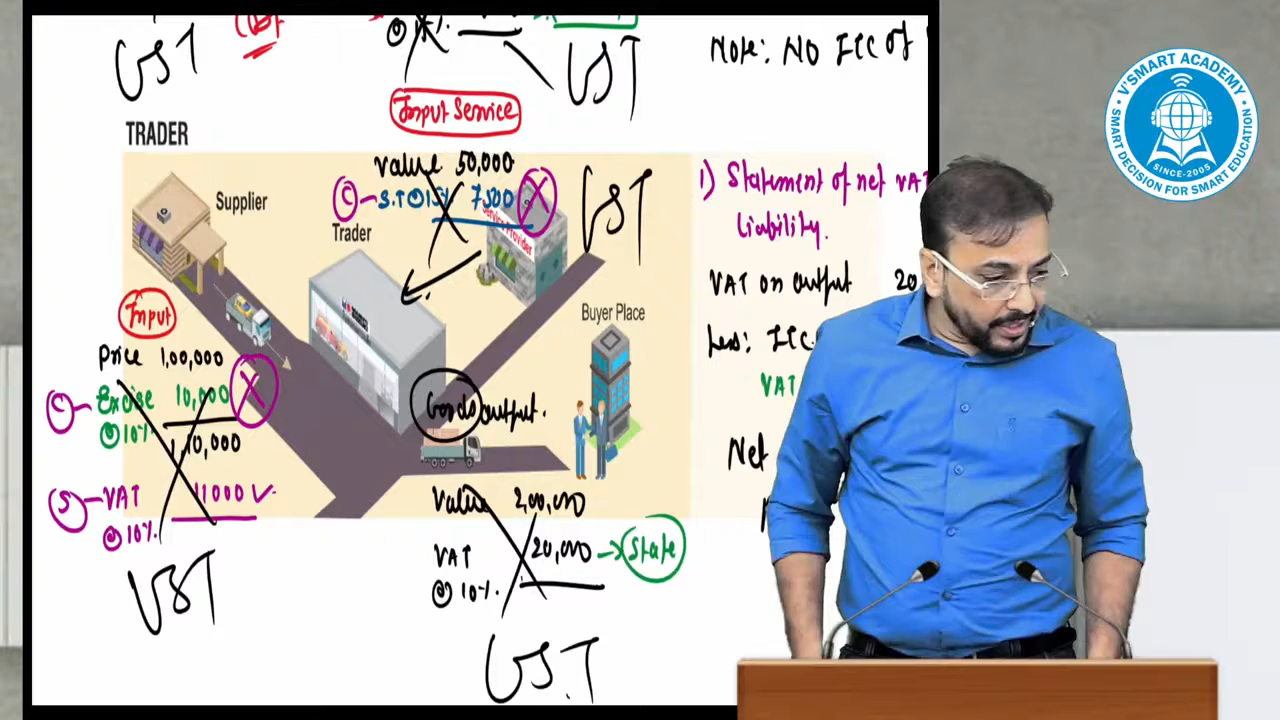 GST
GST
Note: NO ITC of
Input Service
TRADER
value 50,000
C - S.T @ 15% 7500 X
Supplier
Trader
Service Provider
GST
Buyer Place
Input
Price 1,00,000
C - Excise 10,000 X
@ 10%
1,10,000
S - VAT 11000 ✓
@ 10%
GST
Goods output.
Value 2,00,000
VAT 20,000 → State
@ 10%.
GST
1) Statement of net VAT
liability.
VAT on output 20
Less: ITC
VAT
Net
V'SMART ACADEMY
SINCE-2005
SMART DECISION FOR SMART EDUCATION